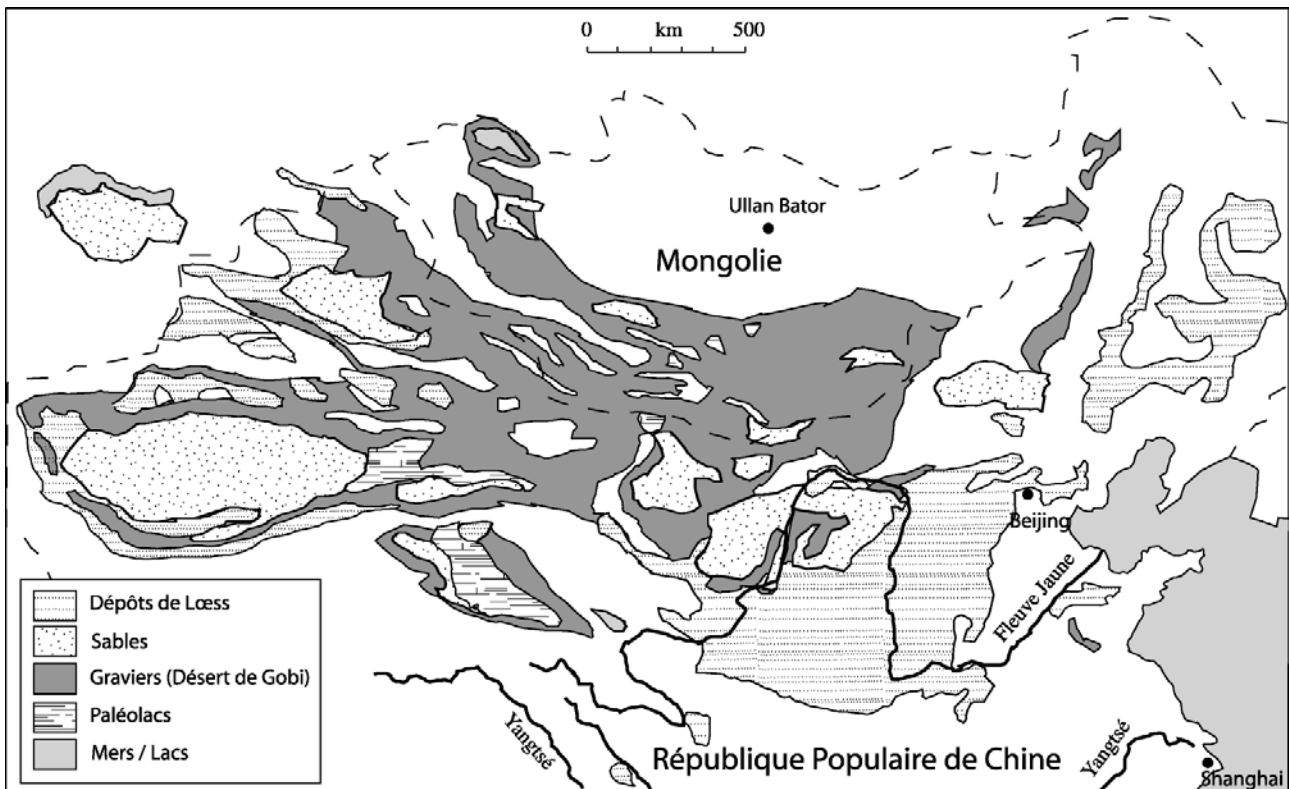 0 km 500
Ullan Bator
Mongolie
Beijing
Fleuve Jaune
Dépôts de Lœss
Sables
Graviers (Désert de Gobi)
Paléolacs
Mers / Lacs
Yangtsé
République Populaire de Chine
Yangtsé
Shanghai